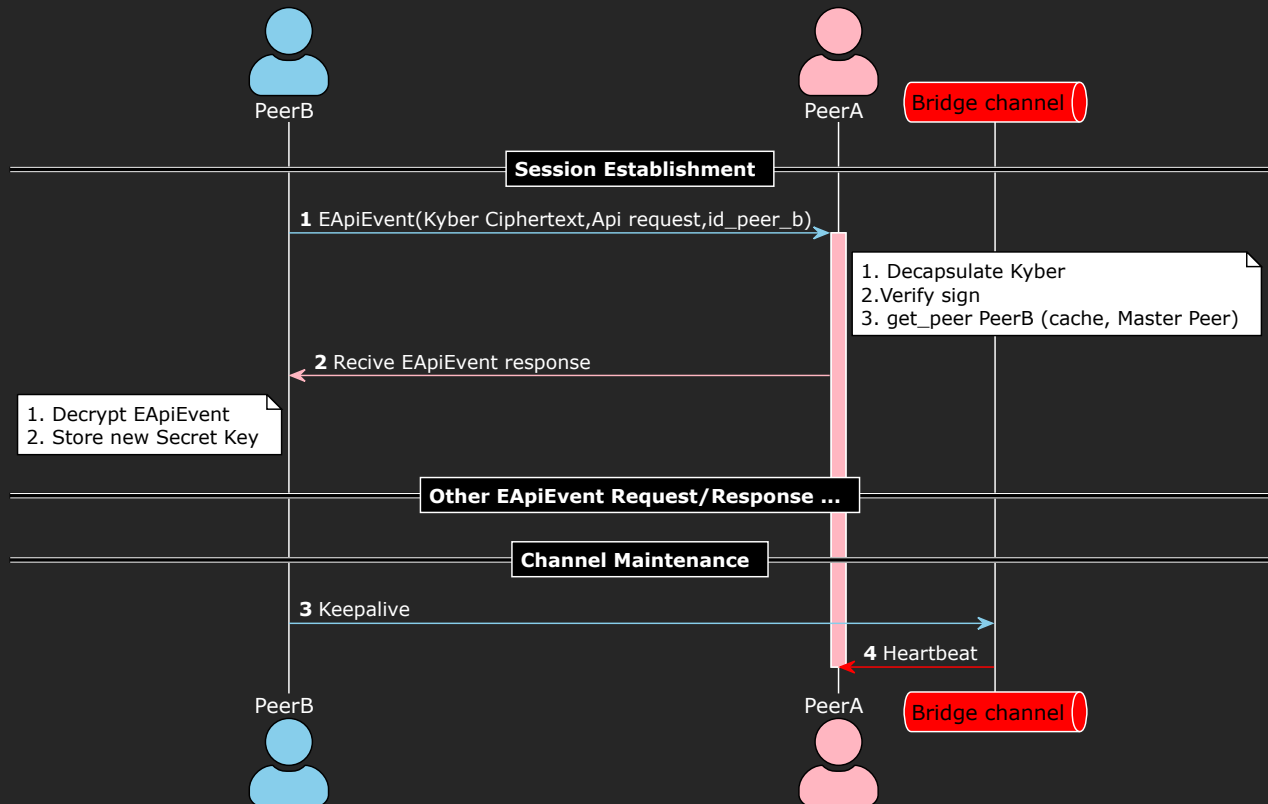 PeerB
PeerA
Bridge channel
Session Establishment
1 EApiEvent(Kyber Ciphertext,Api request,id_peer_b)
1. Decapsulate Kyber
2.Verify sign
3. get_peer PeerB (cache, Master Peer)
2 Recive EApiEvent response
1. Decrypt EApiEvent
2. Store new Secret Key
Other EApiEvent Request/Response ...
Channel Maintenance
3 Keepalive
4 Heartbeat
PeerB
PeerA
Bridge channel